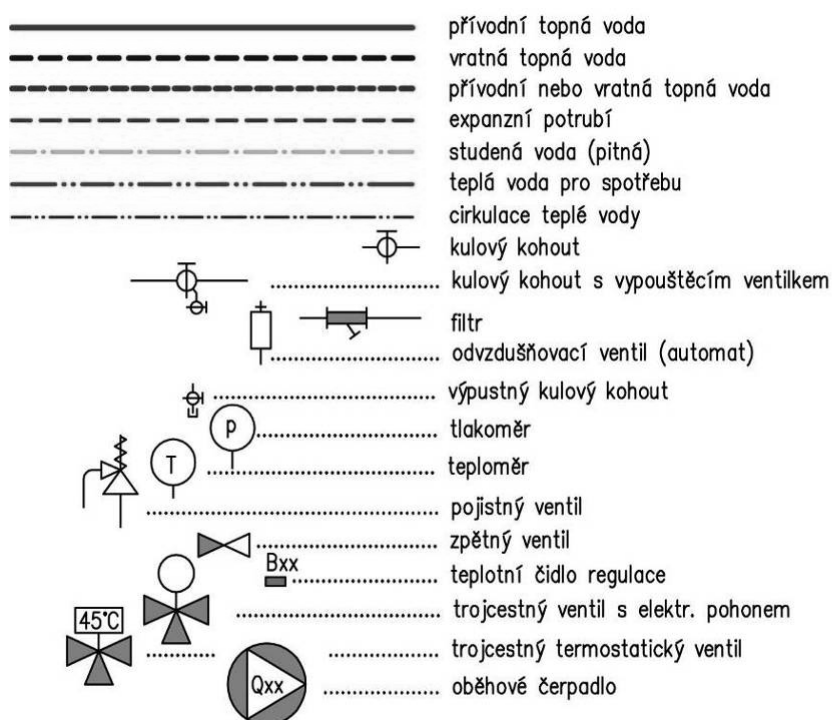 přívodní topná voda
vratná topná voda
přívodní nebo vratná topná voda
expanzní potrubí
studená voda (pitná)
teplá voda pro spotřebu
cirkulace teplé vody
kulový kohout
kulový kohout s vypouštěcím ventilkem
filtr
odvzdušňovací ventil (automat)
výpustný kulový kohout
p
tlakoměr
T
teploměr
pojistný ventil
zpětný ventil
Bxx
teplotní čidlo regulace
trojcestný ventil s elektr. pohonem
45°C
trojcestný termostatický ventil
Qxx
oběhové čerpadlo